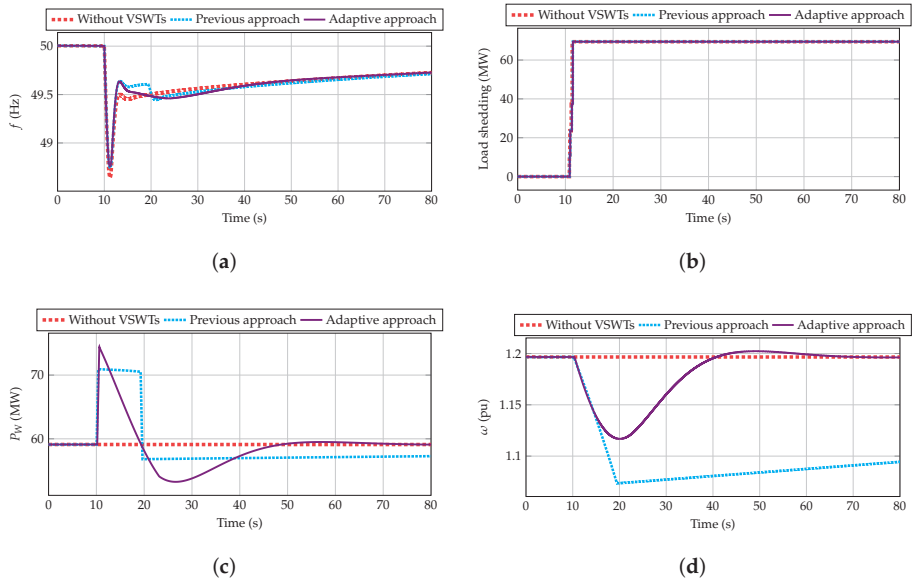 Without VSWTs Previous approach Adaptive approach
50
49.5
49
f (Hz)
0 10 20 30 40 50 60 70 80
Time (s)
(a)
Without VSWTs Previous approach Adaptive approach
60
40
20
0
Load shedding (MW)
0 10 20 30 40 50 60 70 80
Time (s)
(b)
Without VSWTs Previous approach Adaptive approach
70
60
P_W (MW)
0 10 20 30 40 50 60 70 80
Time (s)
(c)
Without VSWTs Previous approach Adaptive approach
1.2
1.15
1.1
ω (pu)
0 10 20 30 40 50 60 70 80
Time (s)
(d)